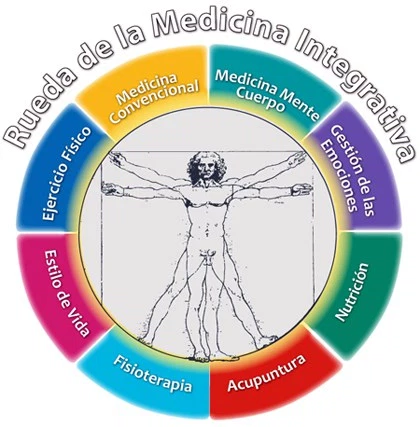 Rueda de la Medicina Integrativa
Medicina
Convencional
Medicina Mente
Cuerpo
Gestión de las
Emociones
Nutrición
Acupuntura
Fisioterapia
Estilo de Vida
Ejercicio Físico